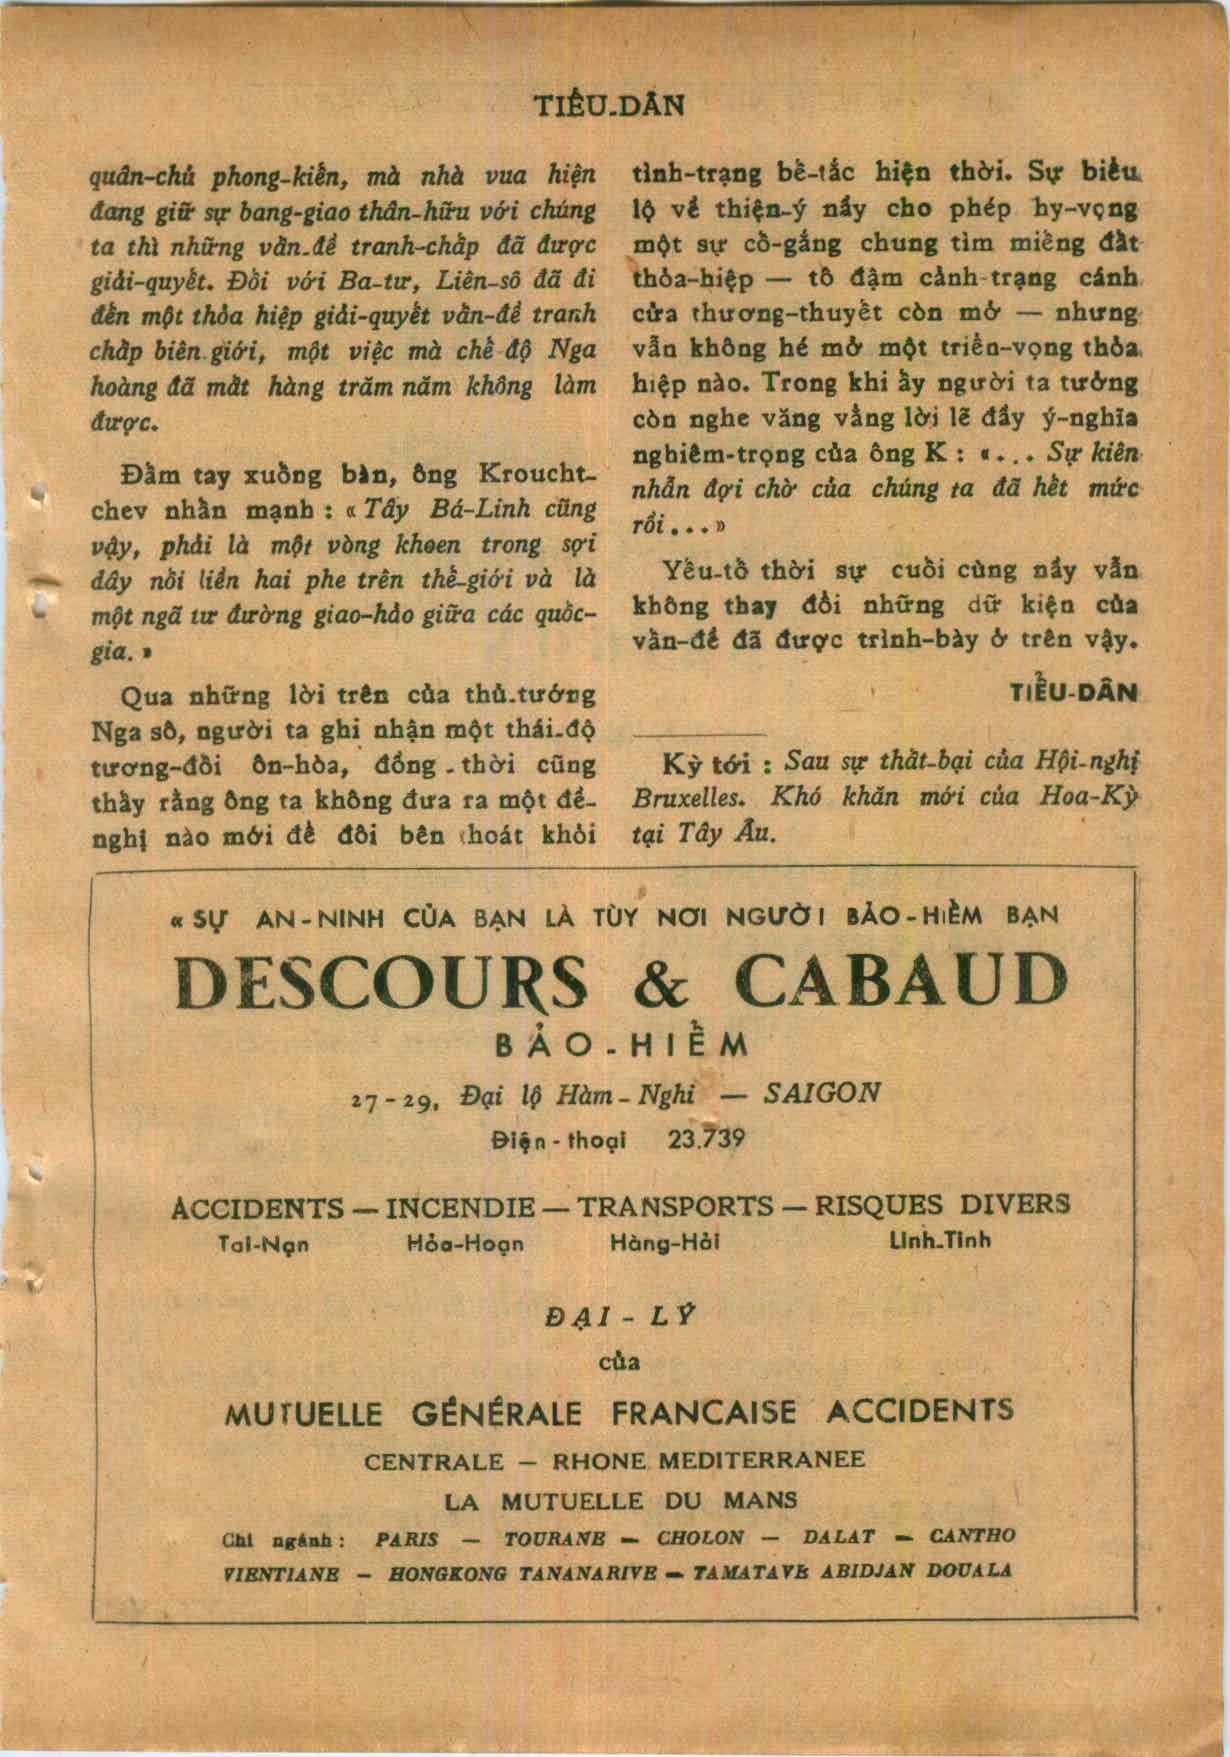 TIỂU-DÂN
quân-chủ phong-kiến, mà nhà vua hiện
đang giữ sự bang-giao thân-hữu với chúng
ta thì những vấn-đề tranh-chấp đã được
giải-quyết. Đối với Ba-tư, Liên-sô đã đi
đến một thỏa hiệp giải-quyết vấn-đề tranh
chấp biên-giới, một việc mà chế-độ Nga
hoàng đã mất hàng trăm năm không làm
được.
Đấm tay xuống bàn, ông Kroucht-
chev nhấn mạnh : « Tây Bá-Linh cũng
vậy, phải là một vòng khoen trong sợi
dây nối liền hai phe trên thế-giới và là
một ngã tư đường giao-hảo giữa các quốc-
gia. »
Qua những lời trên của thủ-tướng
Nga sô, người ta ghi nhận một thái-độ
tương-đối ôn-hòa, đồng-thời cũng
thấy rằng ông ta không đưa ra một đề-
nghị nào mới để đôi bên thoát khỏi
tình-trạng bế-tắc hiện thời. Sự biểu
lộ về thiện-ý nầy cho phép hy-vọng
một sự cố-gắng chung tìm miếng đất
thỏa-hiệp — tô đậm cảnh-trạng cánh
cửa thương-thuyết còn mở — nhưng
vẫn không hé mở một triển-vọng thỏa
hiệp nào. Trong khi ấy người ta tưởng
còn nghe văng vẳng lời lẽ đầy ý-nghĩa
nghiêm-trọng của ông K : «... Sự kiên
nhẫn đợi chờ của chúng ta đã hết mức
rồi...»
Yếu-tố thời sự cuối cùng nầy vẫn
không thay đổi những dữ kiện của
vấn-đề đã được trình-bày ở trên vậy.
TIỂU-DÂN
Kỳ tới : Sau sự thất-bại của Hội-nghị
Bruxelles. Khó khăn mới của Hoa-Kỳ
tại Tây Âu.
« SỰ AN-NINH CỦA BẠN LÀ TÙY NƠI NGƯỜI BẢO-HIỂM BẠN
DESCOURS & CABAUD
BẢO-HIỂM
27-29, Đại lộ Hàm-Nghi — SAIGON
Điện-thoại 23.739
ACCIDENTS — INCENDIE — TRANSPORTS — RISQUES DIVERS
Tai-Nạn Hỏa-Hoạn Hàng-Hải Linh-Tinh
ĐẠI-LÝ
của
MUTUELLE GÉNÉRALE FRANCAISE ACCIDENTS
CENTRALE — RHONE MEDITERRANEE
LA MUTUELLE DU MANS
Chi ngánh : PARIS — TOURANE — CHOLON — DALAT — CANTHO
VIENTIANE — HONGKONG TANANARIVE — TAMATAVE ABIDJAN DOUALA